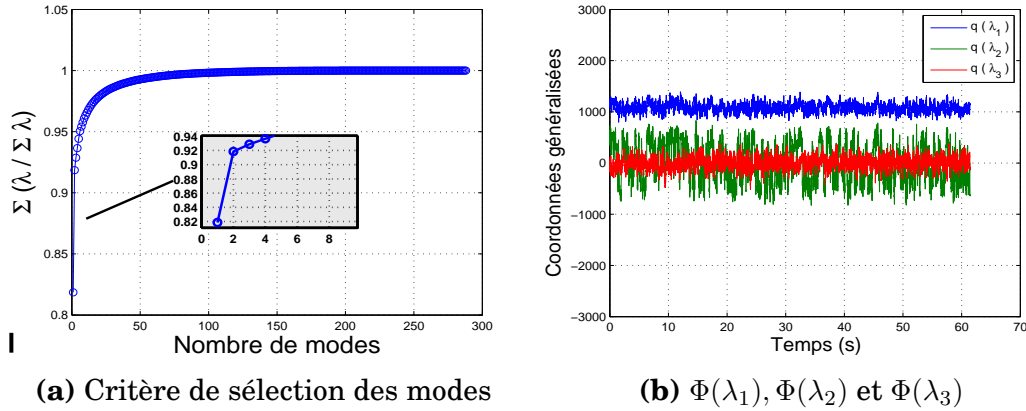 1.05
1
0.95
0.9
0.85
0.8
Σ (λ / Σ λ)
0.94
0.92
0.9
0.88
0.86
0.84
0.82
0 2 4 6 8
0 50 100 150 200 250 300
I
Nombre de modes
(a) Critère de sélection des modes
3000
2000
1000
0
−1000
−2000
−3000
Coordonnées généralisées
q ( λ1 )
q ( λ2 )
q ( λ3 )
0 10 20 30 40 50 60 70
Temps (s)
(b) Φ(λ1), Φ(λ2) et Φ(λ3)